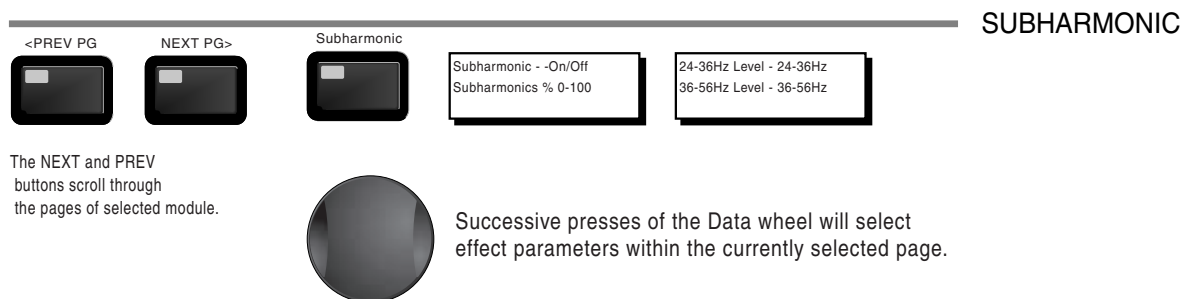 SUBHARMONIC
<PREV PG
NEXT PG>
Subharmonic
Subharmonic - -On/Off
Subharmonics % 0-100
24-36Hz Level - 24-36Hz
36-56Hz Level - 36-56Hz
The NEXT and PREV
buttons scroll through
the pages of selected module.
Successive presses of the Data wheel will select
effect parameters within the currently selected page.